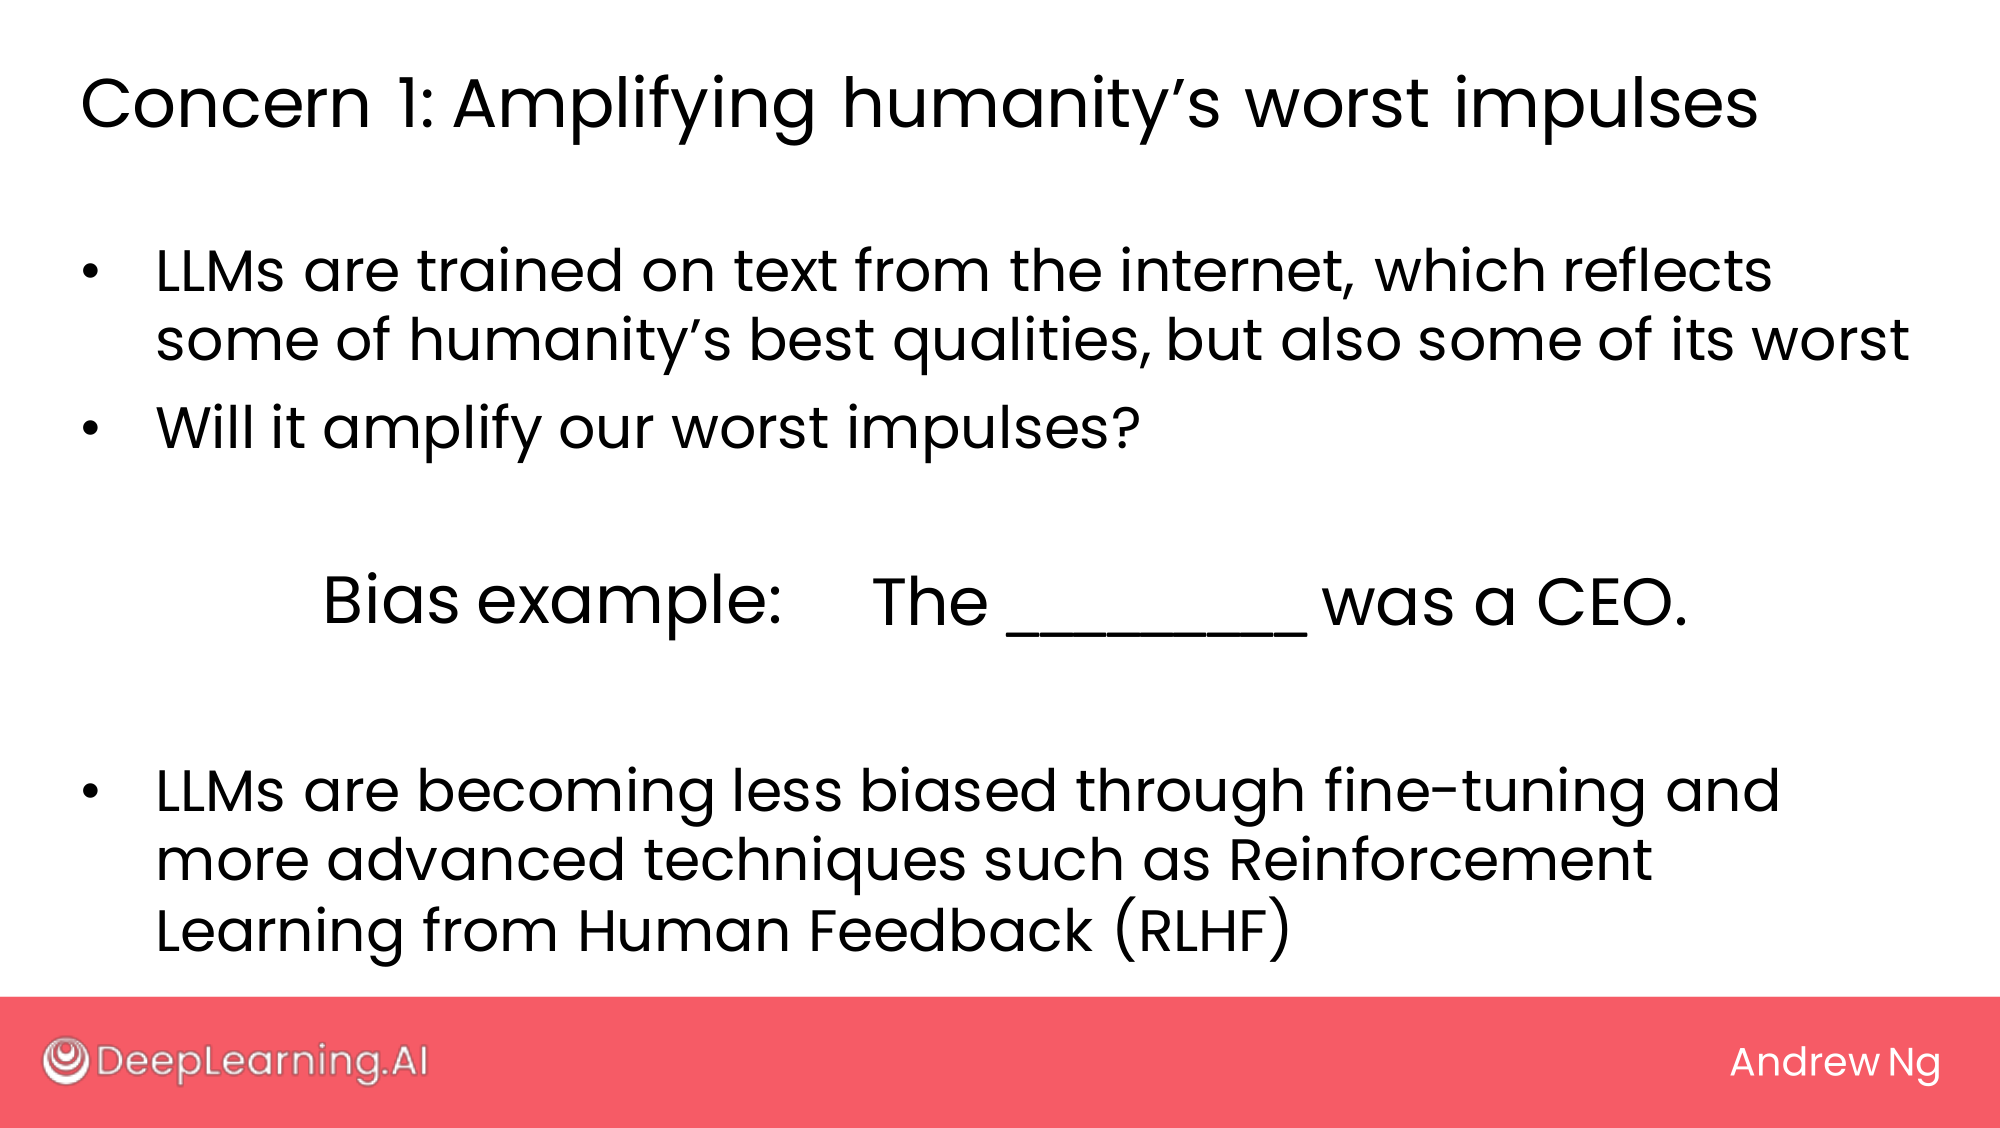 Concern 1: Amplifying humanity’s worst impulses
• LLMs are trained on text from the internet, which reflects
some of humanity’s best qualities, but also some of its worst
• Will it amplify our worst impulses?
Bias example: The _________ was a CEO.
• LLMs are becoming less biased through fine-tuning and
more advanced techniques such as Reinforcement
Learning from Human Feedback (RLHF)
DeepLearning.AI
Andrew Ng